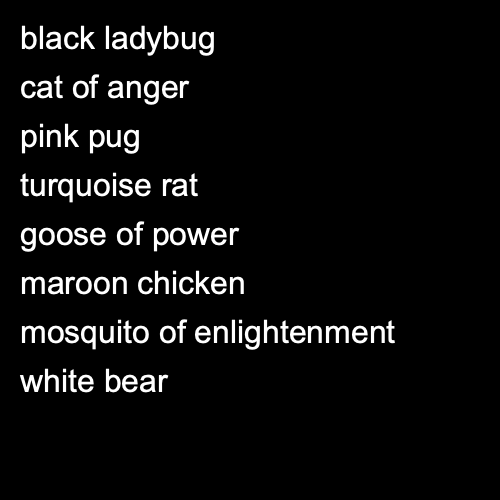 black ladybug
cat of anger
pink pug
turquoise rat
goose of power
maroon chicken
mosquito of enlightenment
white bear